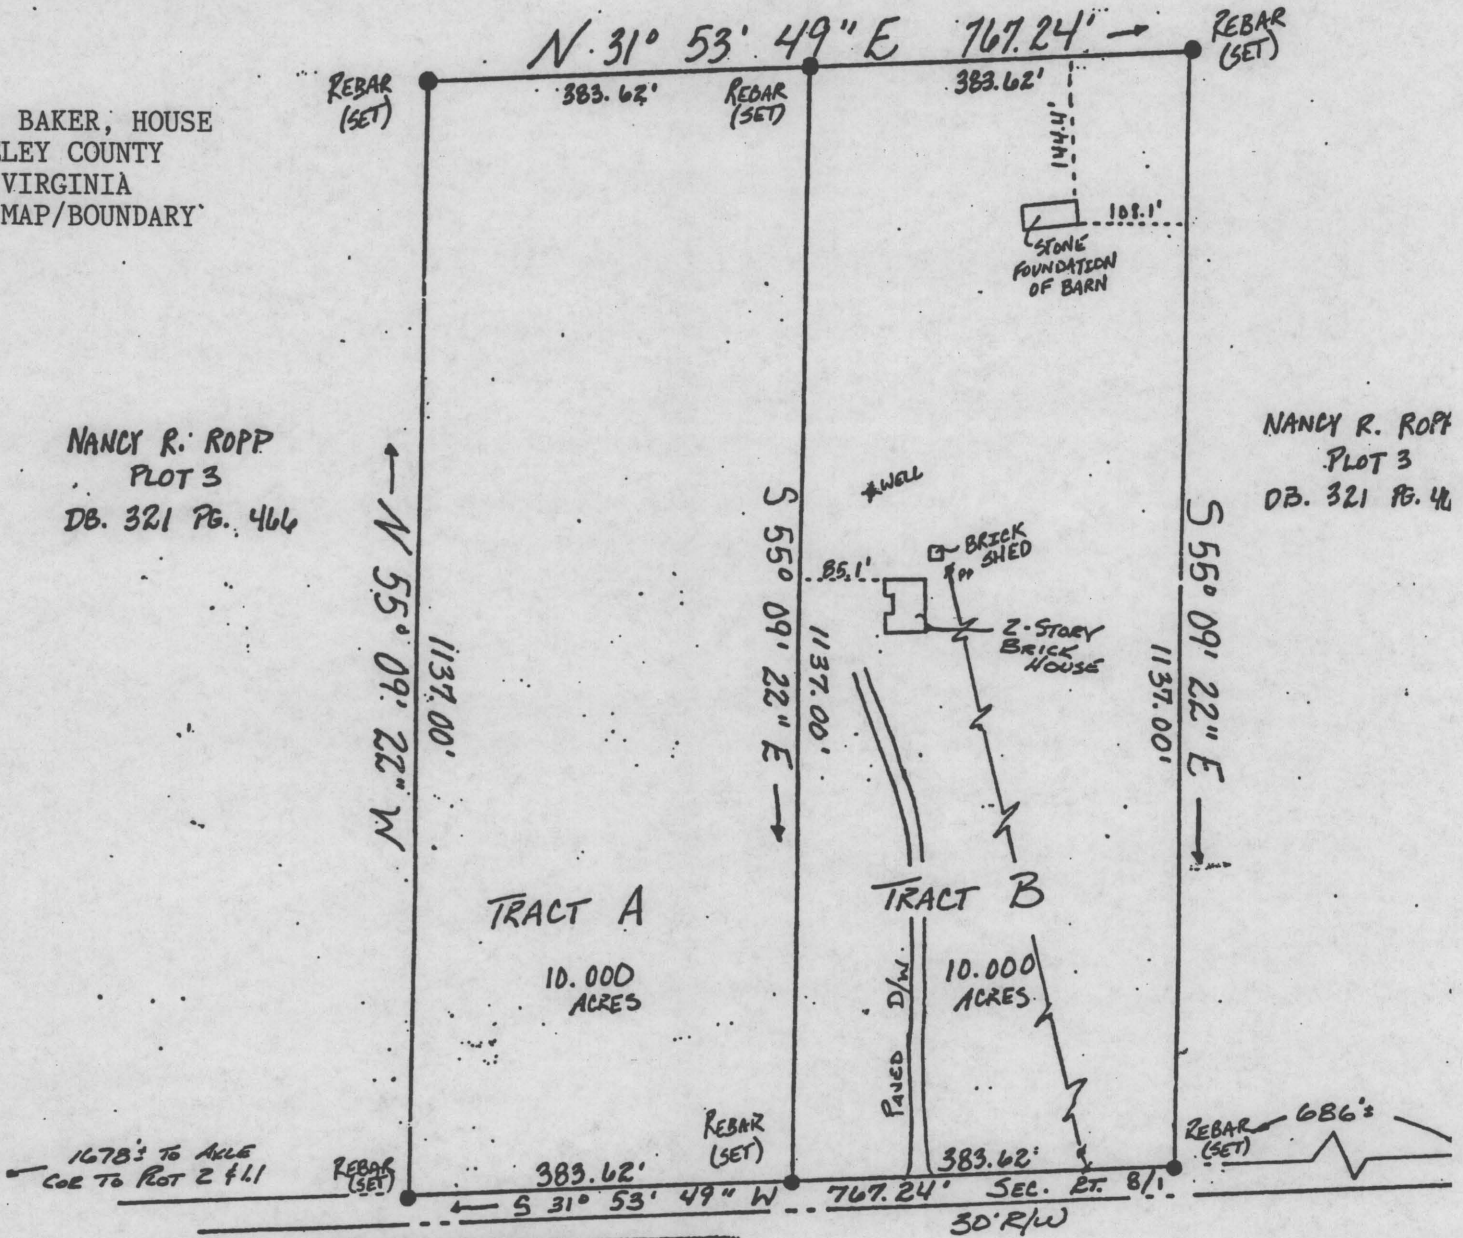 N. 31° 53' 49" E 767.24'
REBAR
(SET)
REBAR
(SET)
383.62'
REBAR
(SET)
383.62'
BAKER, HOUSE
LEY COUNTY
VIRGINIA
MAP/BOUNDARY
144.4'
108.1'
STONE
FOUNDATION
OF BARN
NANCY R. ROPP
PLOT 3
DB. 321 PG. 466
NANCY R. ROPP
PLOT 3
DB. 321 PG. 46
N 55° 09' 22" W
1137.00'
S 55° 09' 22" E
1137.00'
S 55° 09' 22" E
1137.00'
WELL
BRICK
SHED
PP
85.1'
2-STORY
BRICK
HOUSE
TRACT A
10.000
ACRES
TRACT B
10.000
ACRES
PAVED D/W.
REBAR
(SET)
REBAR
(SET)
686'±
1678'± TO AXLE
COR TO PLOT 2 & 1.1
REBAR
(SET)
383.62'
383.62'
S 31° 53' 49" W 767.24' SEC. RT. 8/1
30' R/W